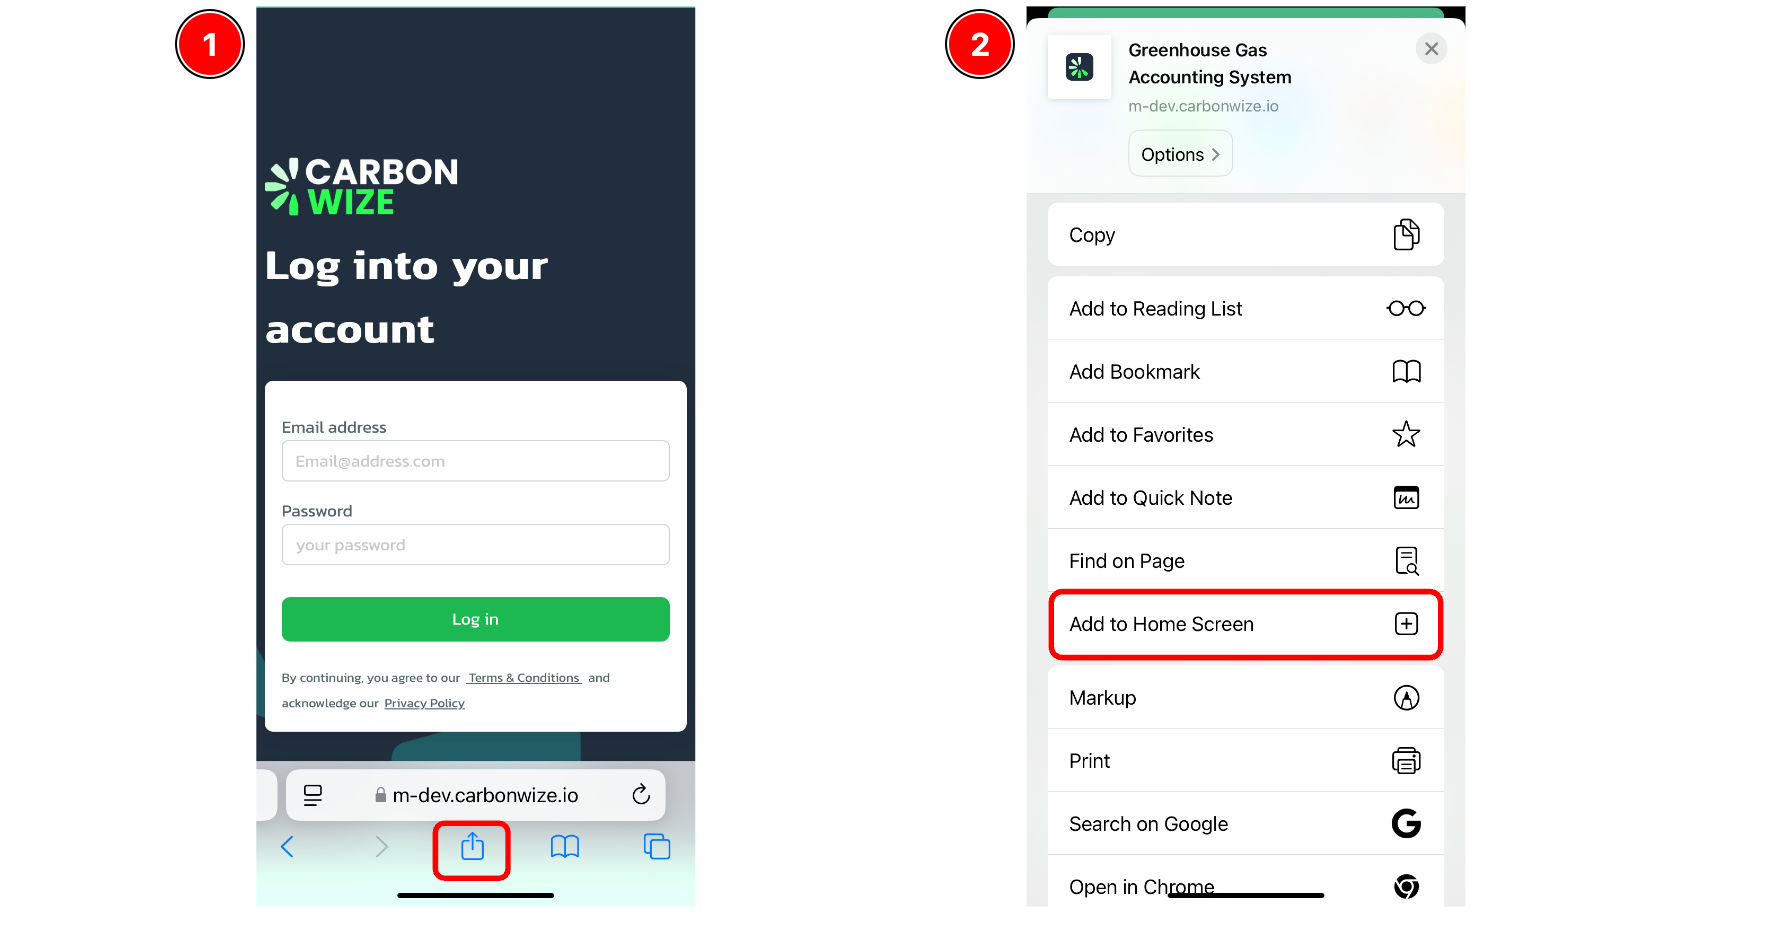 1
CARBON
WIZE
Log into your
account
Email address
Email@address.com
Password
your password
Log in
By continuing, you agree to our Terms & Conditions and
acknowledge our Privacy Policy
m-dev.carbonwize.io
2
Greenhouse Gas
Accounting System
m-dev.carbonwize.io
Options
Copy
Add to Reading List
Add Bookmark
Add to Favorites
Add to Quick Note
Find on Page
Add to Home Screen
Markup
Print
Search on Google
Open in Chrome